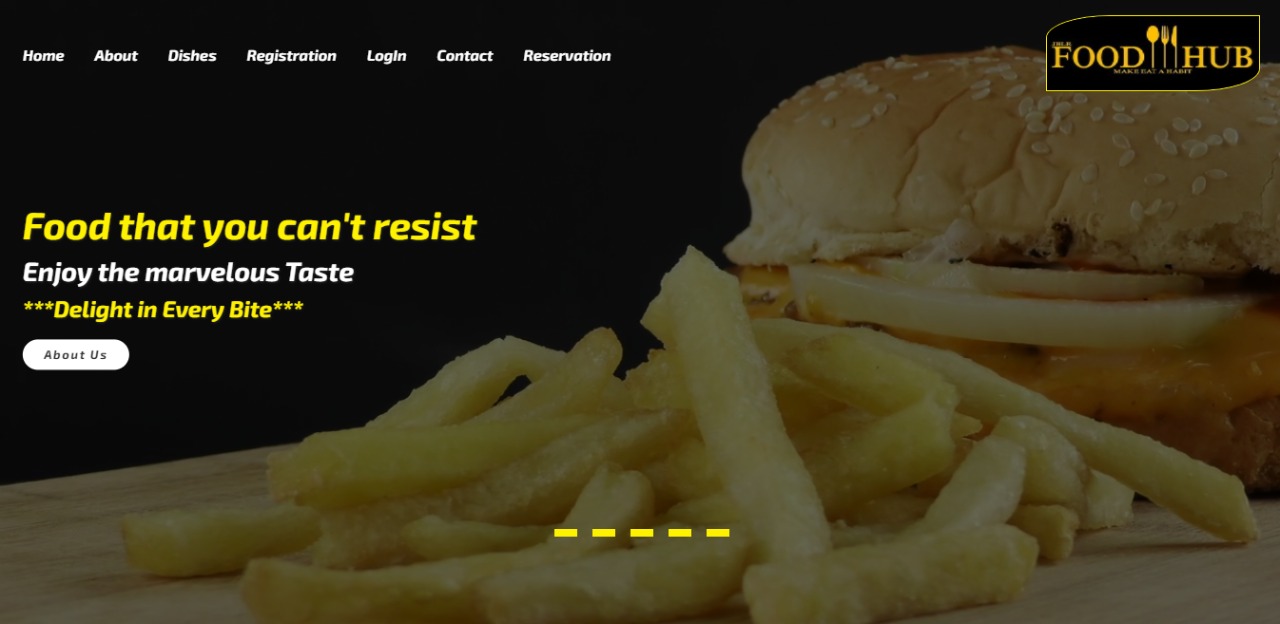 Home About Dishes Registration LogIn Contact Reservation
FOOD HUB
MAKE EAT A HABIT
Food that you can't resist
Enjoy the marvelous Taste
***Delight in Every Bite***
About Us